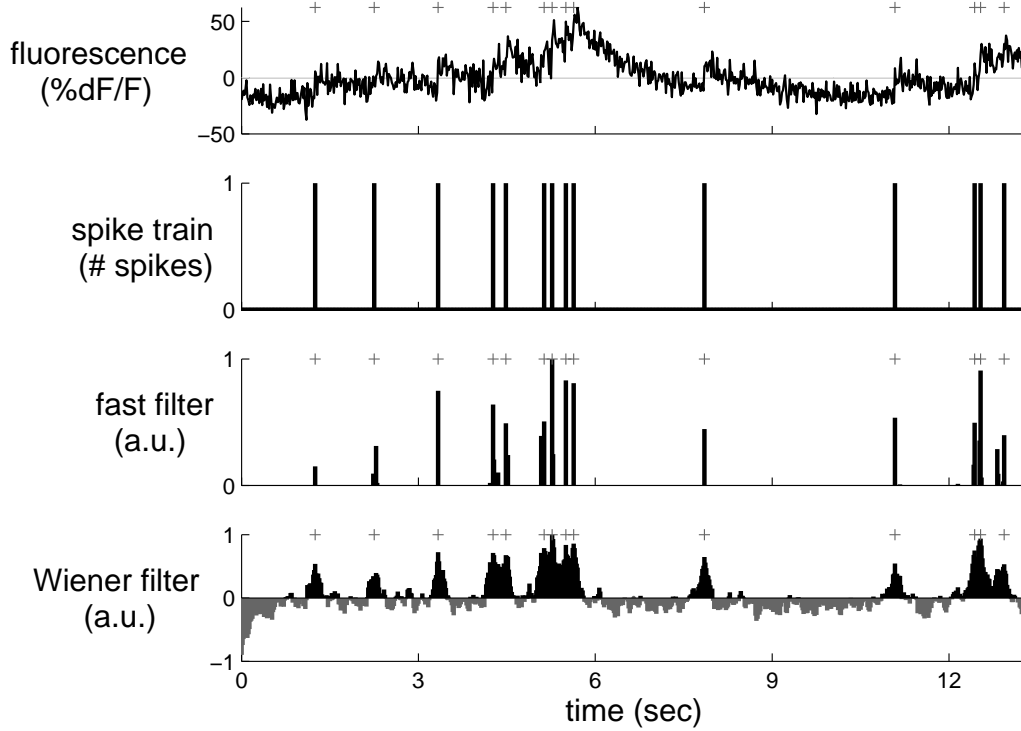 50
fluorescence
(%dF/F)
0
−50
1
spike train
(# spikes)
0
1
fast filter
(a.u.)
0
1
Wiener filter
(a.u.)
0
−1
0 3 6 9 12
time (sec)